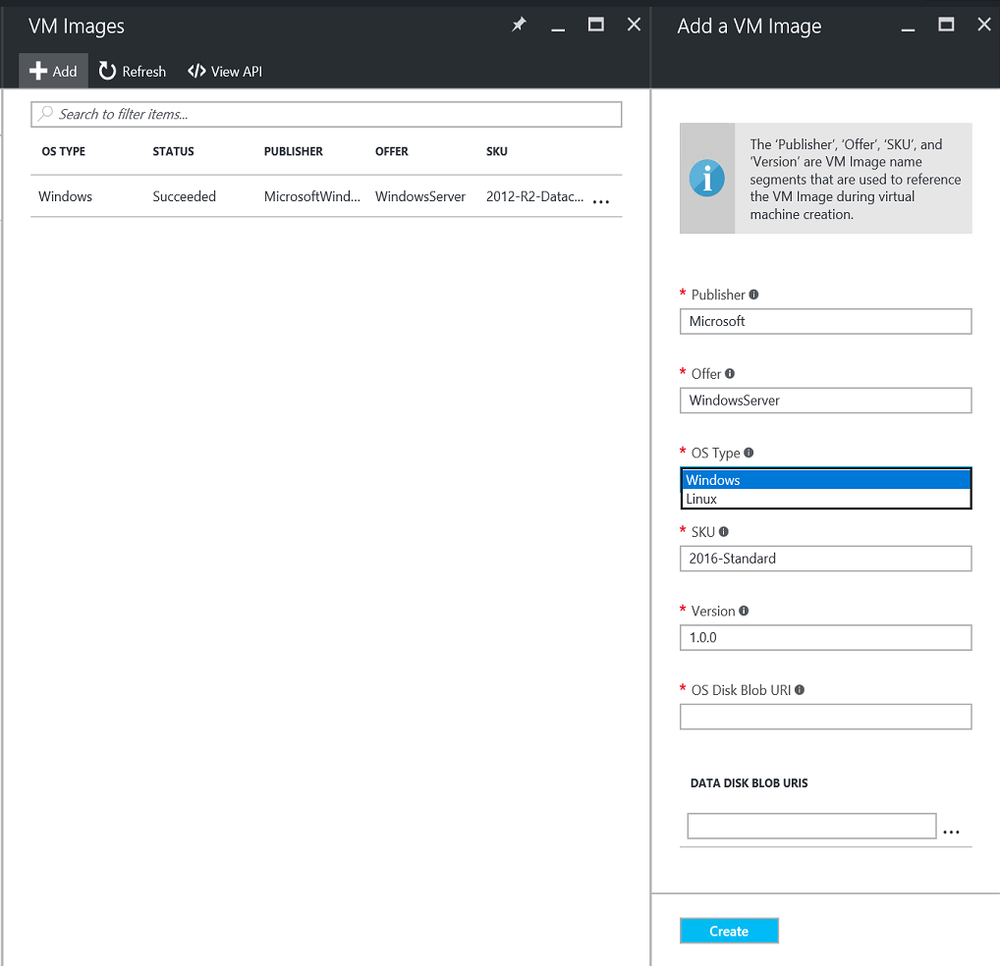 VM Images
Add Refresh View API
Search to filter items...
OS TYPE STATUS PUBLISHER OFFER SKU
Windows Succeeded MicrosoftWind... WindowsServer 2012-R2-Datac... ...
Add a VM Image
The 'Publisher', 'Offer', 'SKU', and
'Version' are VM Image name
segments that are used to reference
the VM Image during virtual
machine creation.
* Publisher
Microsoft
* Offer
WindowsServer
* OS Type
Windows
Linux
* SKU
2016-Standard
* Version
1.0.0
* OS Disk Blob URI
DATA DISK BLOB URIS
...
Create